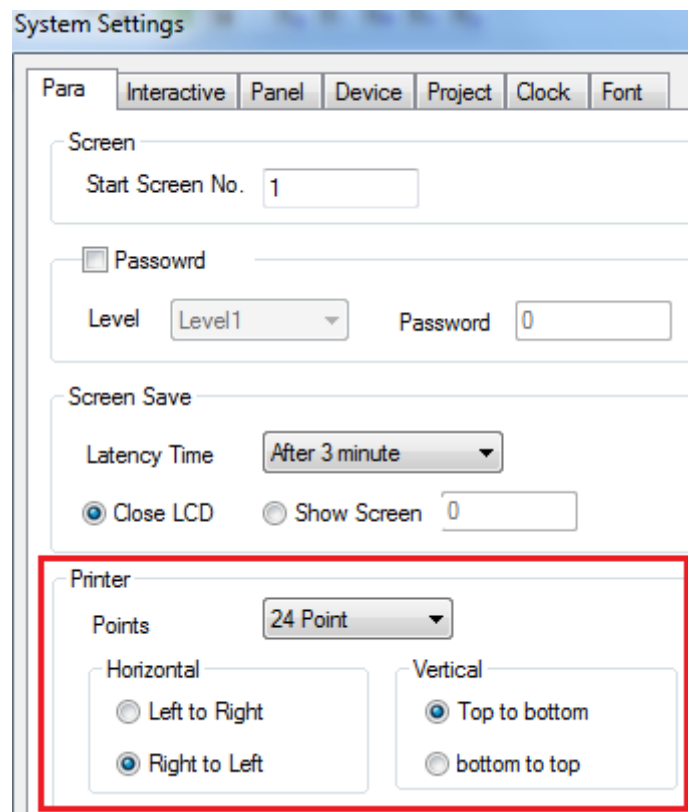 System Settings
Para Interactive Panel Device Project Clock Font
Screen
Start Screen No. 1
Passowrd
Level Level1 Password 0
Screen Save
Latency Time After 3 minute
Close LCD Show Screen 0
Printer
Points 24 Point
Horizontal Vertical
Left to Right Top to bottom
Right to Left bottom to top